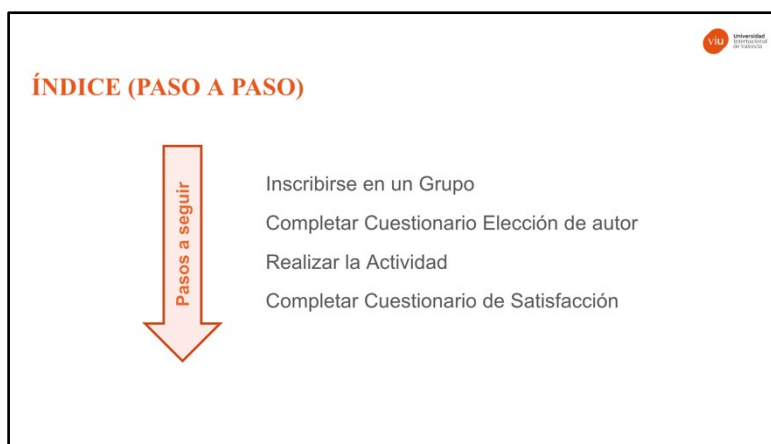 viu
Universidad
Internacional
de Valencia
ÍNDICE (PASO A PASO)
Pasos a seguir
Inscribirse en un Grupo
Completar Cuestionario Elección de autor
Realizar la Actividad
Completar Cuestionario de Satisfacción